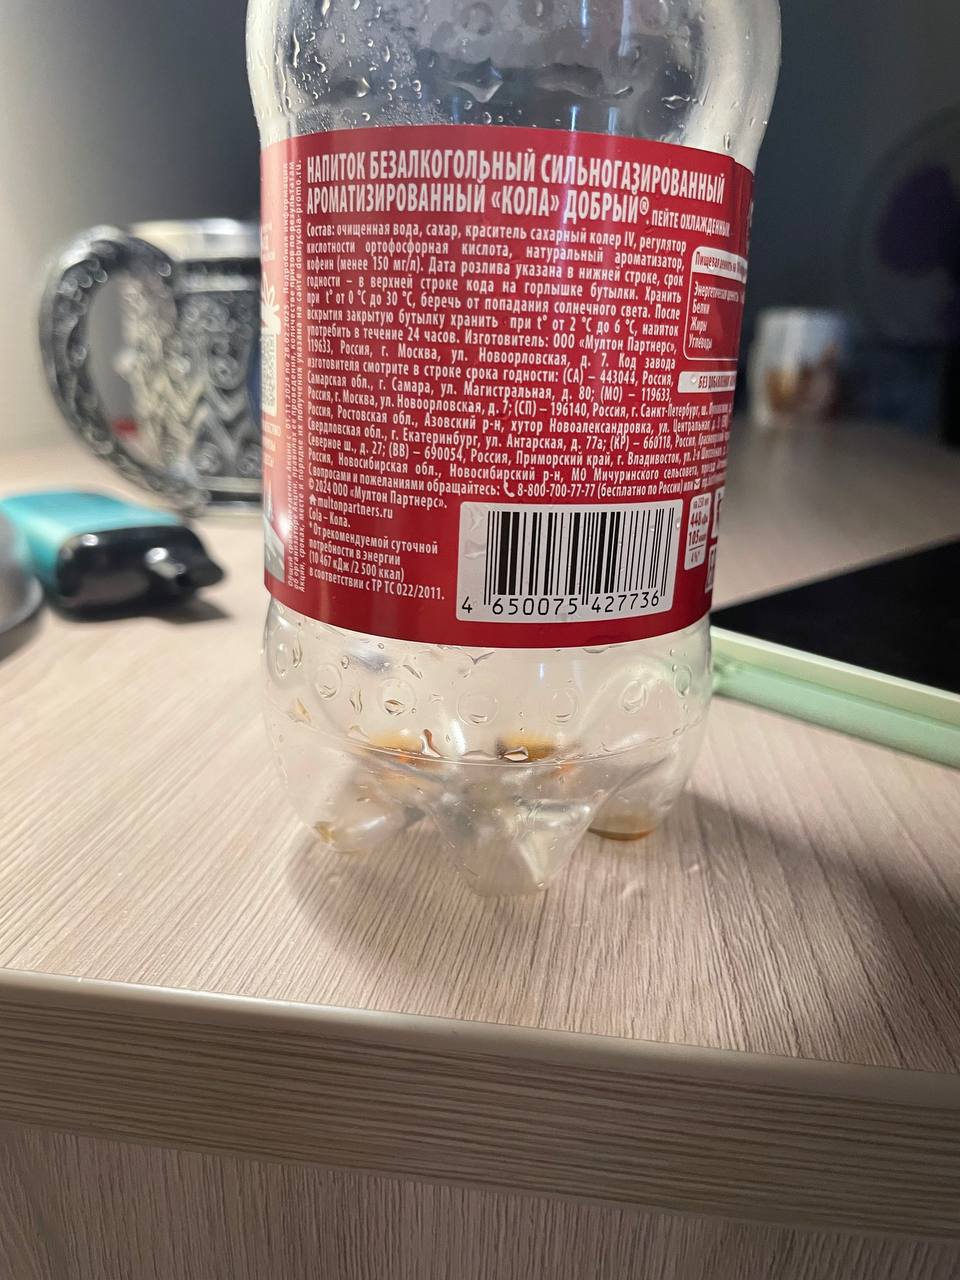 НАПИТОК БЕЗАЛКОГОЛЬНЫЙ СИЛЬНОГАЗИРОВАННЫЙ
АРОМАТИЗИРОВАННЫЙ «КОЛА» ДОБРЫЙ® ПЕЙТЕ ОХЛАЖДЕННЫМ.
Состав: очищенная вода, сахар, краситель сахарный колер IV, регулятор
кислотности ортофосфорная кислота, натуральный ароматизатор,
кофеин (менее 150 мг/л). Дата розлива указана в нижней строке, срок
годности – в верхней строке кода на горлышке бутылки. Хранить
при t° от 0 °С до 30 °С, беречь от попадания солнечного света. После
вскрытия закрытую бутылку хранить при t° от 2 °С до 6 °С, напиток
употребить в течение 24 часов. Изготовитель: ООО «Мултон Партнерс»,
119633, Россия, г. Москва, ул. Новоорловская, д. 7. Код завода
изготовителя смотрите в строке срока годности: (СА) – 443044, Россия,
Самарская обл., г. Самара, ул. Магистральная, д. 80; (МО) – 119633,
Россия, г. Москва, ул. Новоорловская, д. 7; (СП) – 196140, Россия, г. Санкт-Петербург, ш.
Россия, Ростовская обл., Азовский р-н, хутор Новоалександровка, ул. Центральная,
Свердловская обл., г. Екатеринбург, ул. Ангарская, д. 77а; (КР) – 660118, Россия,
Северное ш., д. 27; (ВВ) – 690054, Россия, Приморский край, г. Владивосток, ул.
Россия, Новосибирская обл., Новосибирский р-н, МО Мичуринского сельсовета,
С вопросами и пожеланиями обращайтесь: 8-800-700-77-77 (бесплатно по России) или
© 2024 ООО «Мултон Партнерс».
multonpartners.ru
Cola – Кола.
* От рекомендуемой суточной
потребности в энергии
(10 467 кДж /2 500 ккал)
в соответствии с ТР ТС 022/2011.
Пищевая ценность
Энергетическая ценность
Белки
Жиры
Углеводы
БЕЗ
105
4 650075 427736